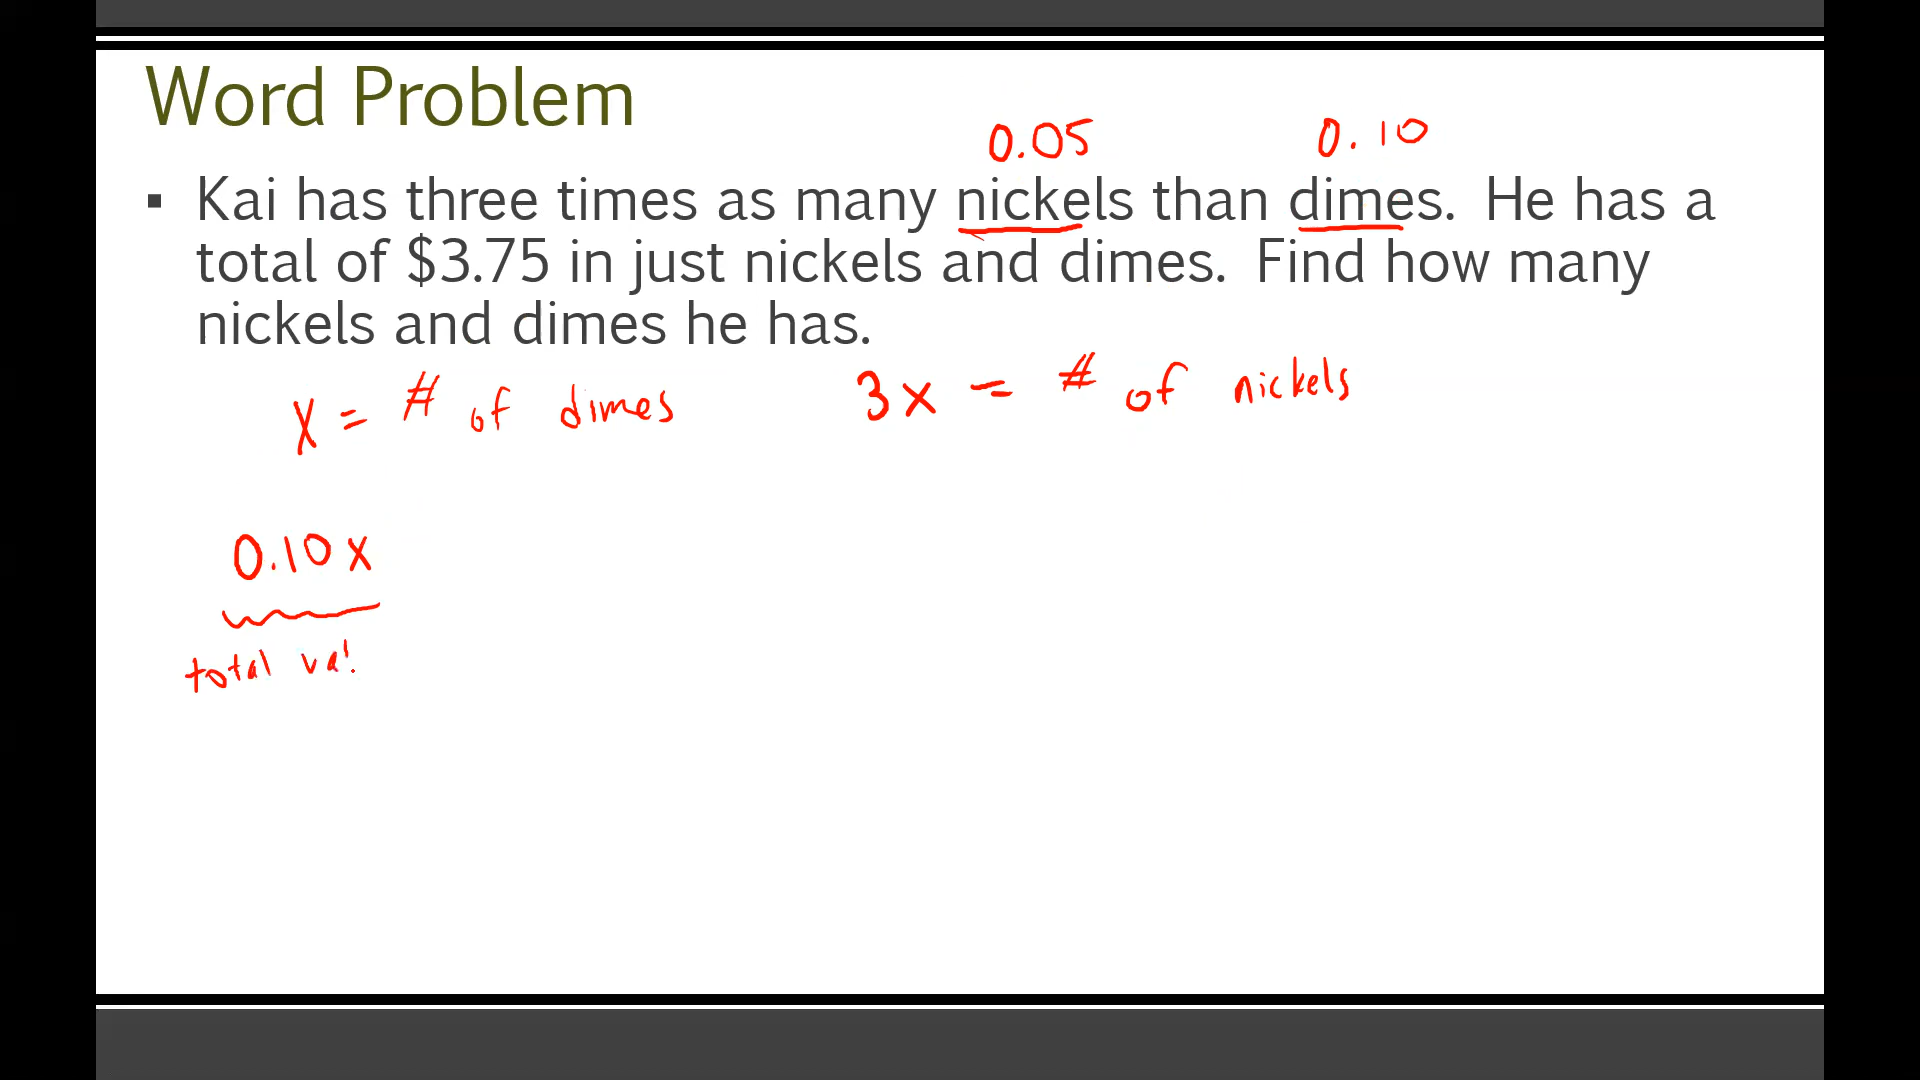 Word Problem
0.05 0.10
▪ Kai has three times as many nickels than dimes. He has a
total of $3.75 in just nickels and dimes. Find how many
nickels and dimes he has.
x = # of dimes 3x = # of nickels
0.10x
total